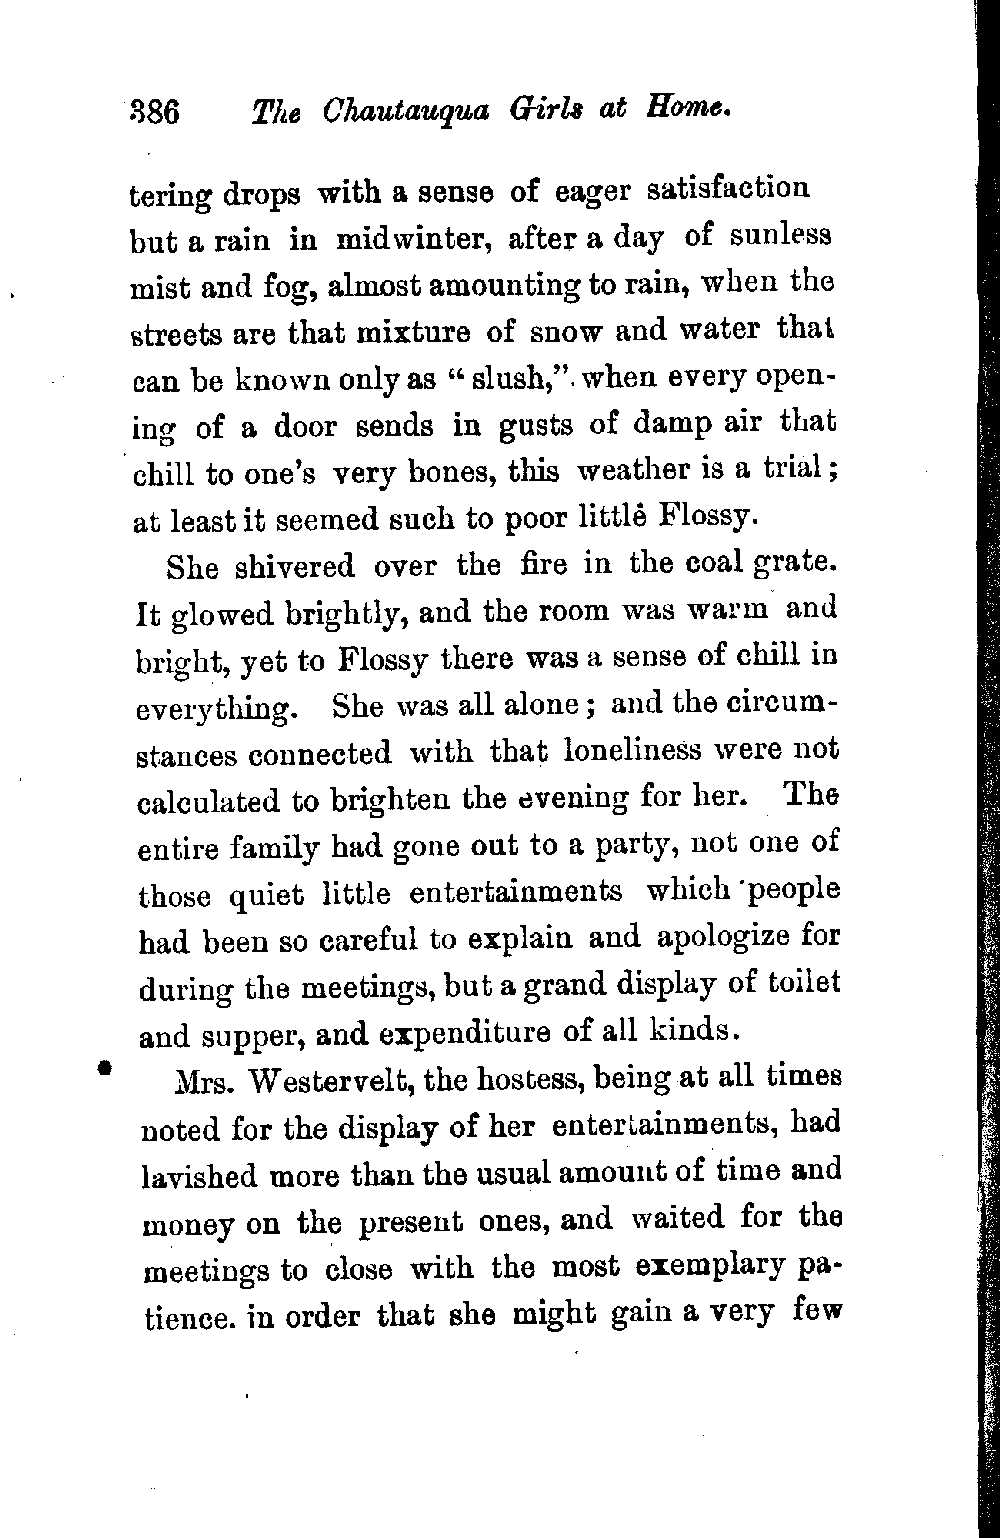 386 The Chautauqua Girls at Home.
tering drops with a sense of eager satisfaction
but a rain in midwinter, after a day of sunless
mist and fog, almost amounting to rain, when the
streets are that mixture of snow and water that
can be known only as “ slush,” when every open-
ing of a door sends in gusts of damp air that
chill to one’s very bones, this weather is a trial ;
at least it seemed such to poor little Flossy.
She shivered over the fire in the coal grate.
It glowed brightly, and the room was warm and
bright, yet to Flossy there was a sense of chill in
everything. She was all alone ; and the circum-
stances connected with that loneliness were not
calculated to brighten the evening for her. The
entire family had gone out to a party, not one of
those quiet little entertainments which people
had been so careful to explain and apologize for
during the meetings, but a grand display of toilet
and supper, and expenditure of all kinds.
Mrs. Westervelt, the hostess, being at all times
noted for the display of her entertainments, had
lavished more than the usual amount of time and
money on the present ones, and waited for the
meetings to close with the most exemplary pa-
tience. in order that she might gain a very few